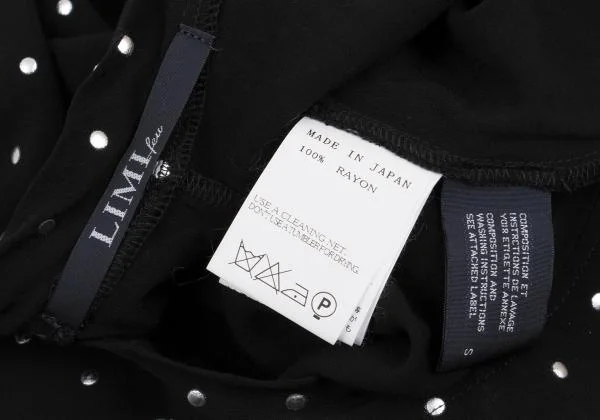 LIMI feu
MADE IN JAPAN
100% RAYON
USE A CLEANING NET.
DON'T USE A TUMBLER FOR DRYING.
P
COMPOSITION ET
INSTRUCTIONS DE LAVAGE
VOIR ETIQUETTE ANNEXE
COMPOSITION AND
WASHING INSTRUCTIONS
SEE ATTACHED LABEL
S